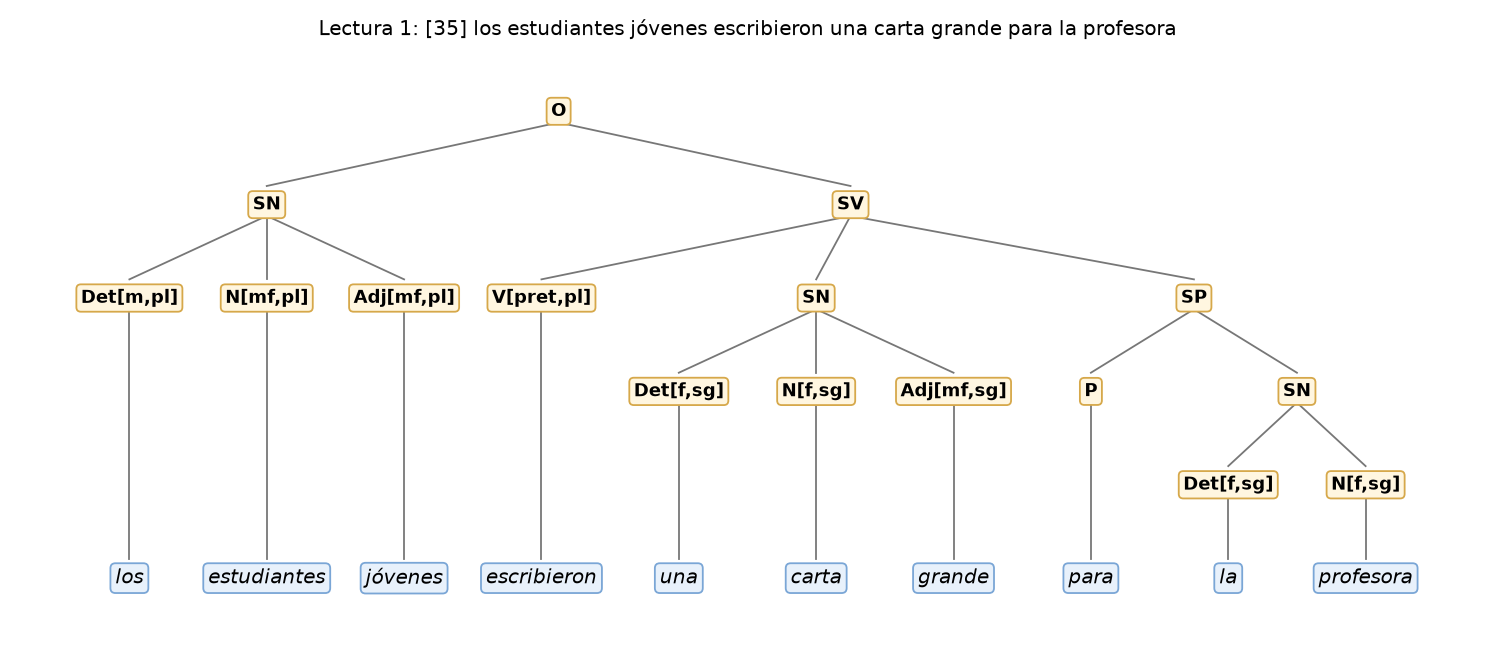 Lectura 1: [35] los estudiantes jóvenes escribieron una carta grande para la profesora
O
SN SV
Det[m,pl] N[mf,pl] Adj[mf,pl] V[pret,pl] SN SP
Det[f,sg] N[f,sg] Adj[mf,sg] P SN
Det[f,sg] N[f,sg]
los estudiantes jóvenes escribieron una carta grande para la profesora